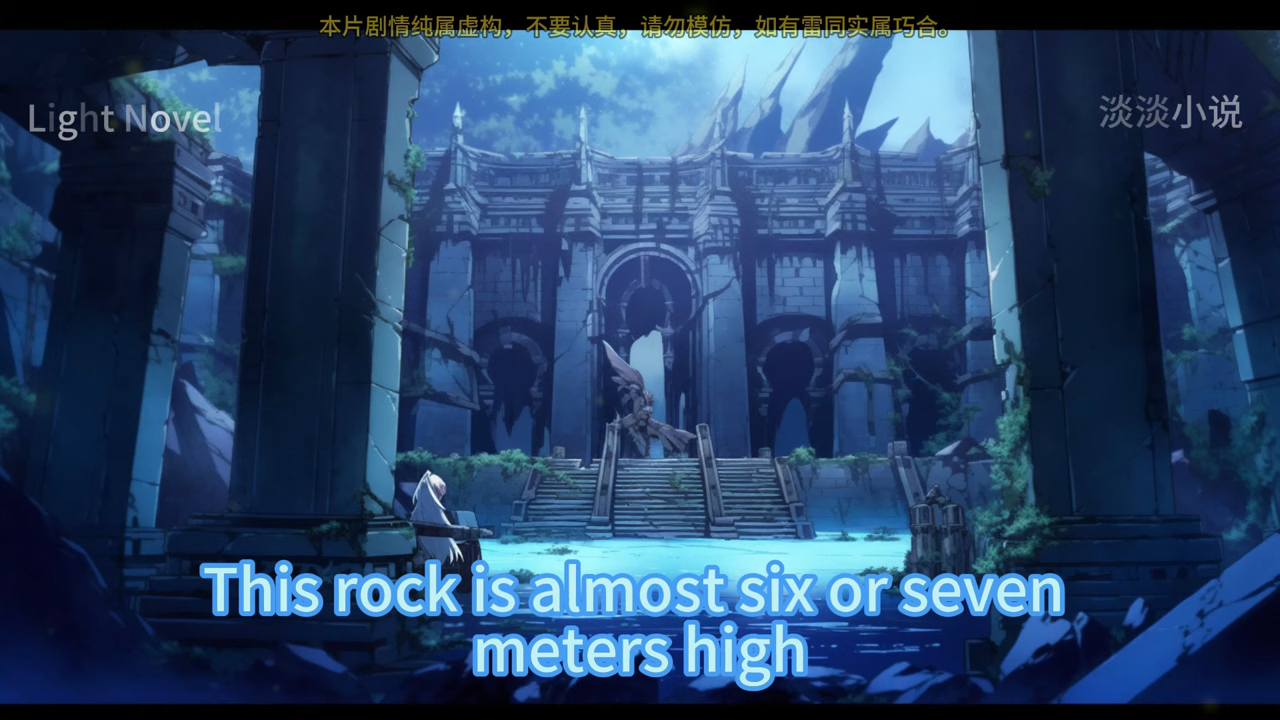 本片剧情纯属虚构，不要认真，请勿模仿，如有雷同实属巧合。
Light Novel
淡淡小说
This rock is almost six or seven
meters high